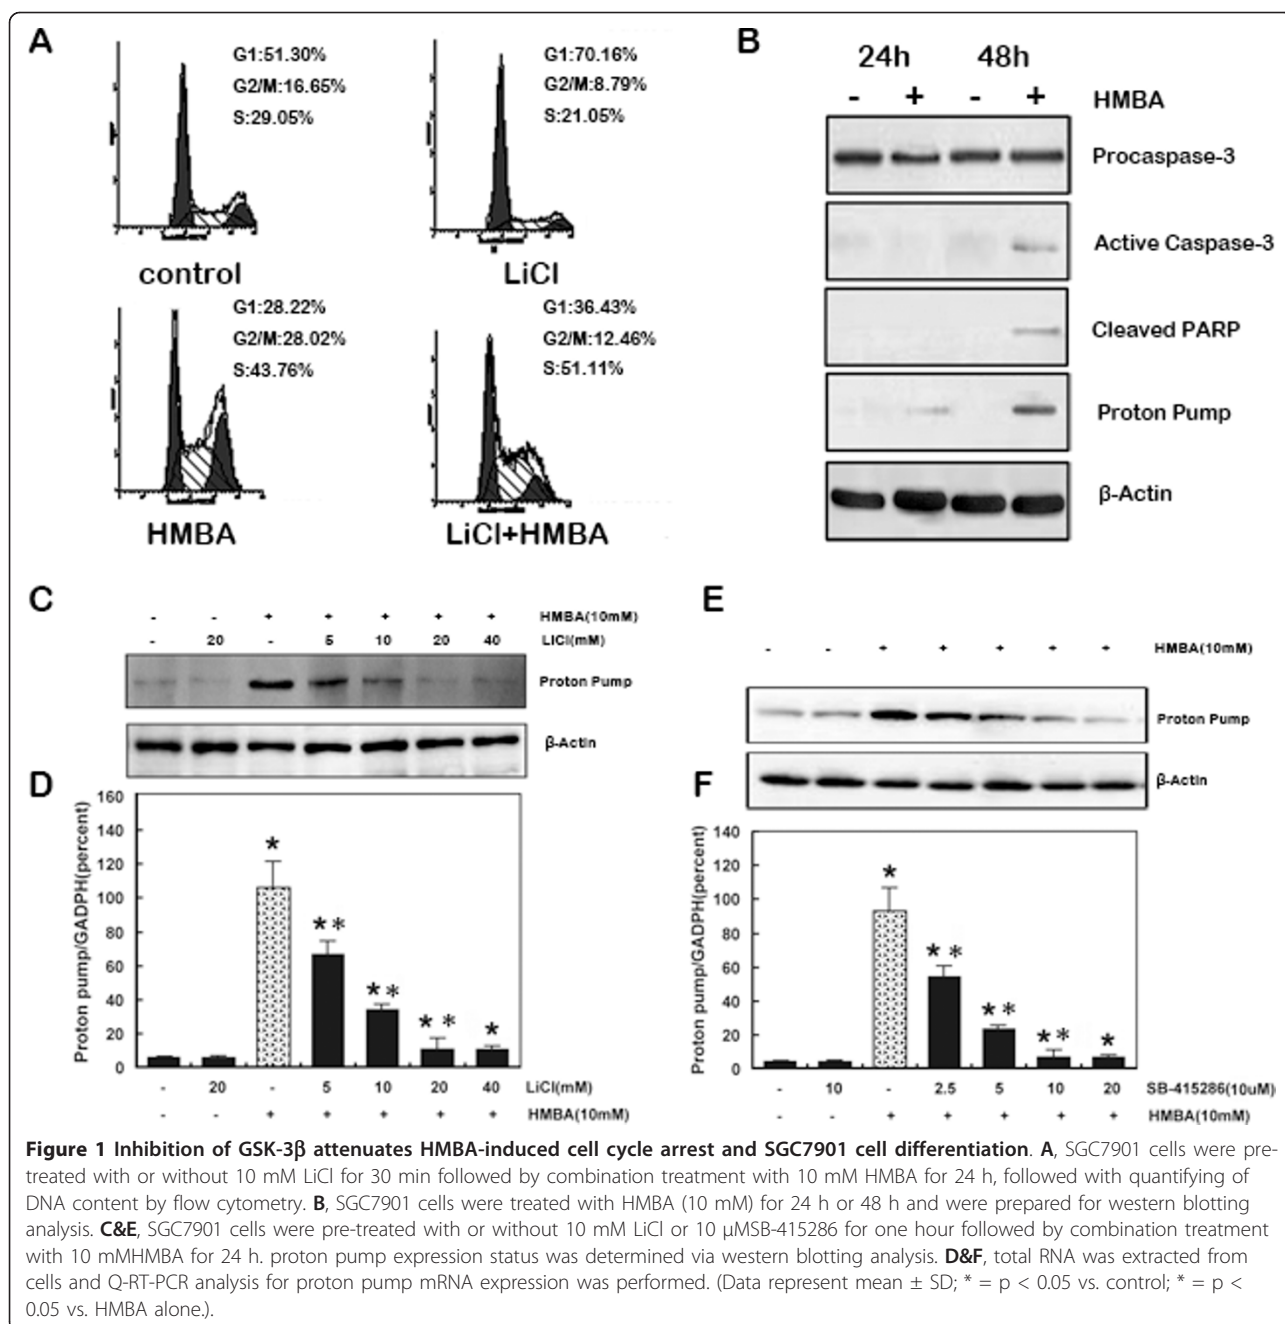 A
G1:51.30%
G2/M:16.65%
S:29.05%
control
G1:70.16%
G2/M:8.79%
S:21.05%
LiCl
G1:28.22%
G2/M:28.02%
S:43.76%
HMBA
G1:36.43%
G2/M:12.46%
S:51.11%
LiCl+HMBA
B
24h 48h
- + - + HMBA
Procaspase-3
Active Caspase-3
Cleaved PARP
Proton Pump
β-Actin
C
- - + + + + + HMBA(10mM)
- 20 - 5 10 20 40 LICl(mM)
Proton Pump
β-Actin
D
Proton pump/GADPH(percent)
160
140
120
100
80
60
40
20
0
* ** ** ** *
- 20 - 5 10 20 40 LiCl(mM)
- - + + + + + HMBA(10mM)
E
- - + + + + + HMBA(10mM)
Proton Pump
β-Actin
F
Proton pump/GADPH(percent)
140
120
100
80
60
40
20
0
* ** ** ** *
- 10 - 2.5 5 10 20 SB-415286(10uM)
- - + + + + + HMBA(10mM)
Figure 1 Inhibition of GSK-3β attenuates HMBA-induced cell cycle arrest and SGC7901 cell differentiation. A, SGC7901 cells were pre-
treated with or without 10 mM LiCl for 30 min followed by combination treatment with 10 mM HMBA for 24 h, followed with quantifying of
DNA content by flow cytometry. B, SGC7901 cells were treated with HMBA (10 mM) for 24 h or 48 h and were prepared for western blotting
analysis. C&E, SGC7901 cells were pre-treated with or without 10 mM LiCl or 10 μMSB-415286 for one hour followed by combination treatment
with 10 mMHMBA for 24 h. proton pump expression status was determined via western blotting analysis. D&F, total RNA was extracted from
cells and Q-RT-PCR analysis for proton pump mRNA expression was performed. (Data represent mean ± SD; * = p < 0.05 vs. control; * = p <
0.05 vs. HMBA alone.).